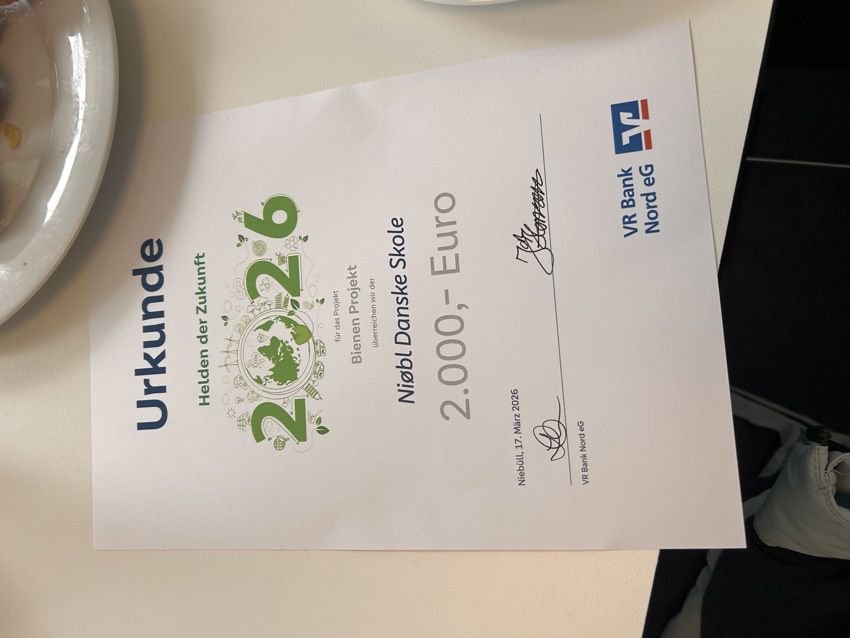 Urkunde
Helden der Zukunft
2026
für das Projekt
Bienen Projekt
überreichen wir der
Niøbl Danske Skole
2.000,- Euro
Niebüll, 17. März 2026
VR Bank Nord eG
VR Bank
Nord eG